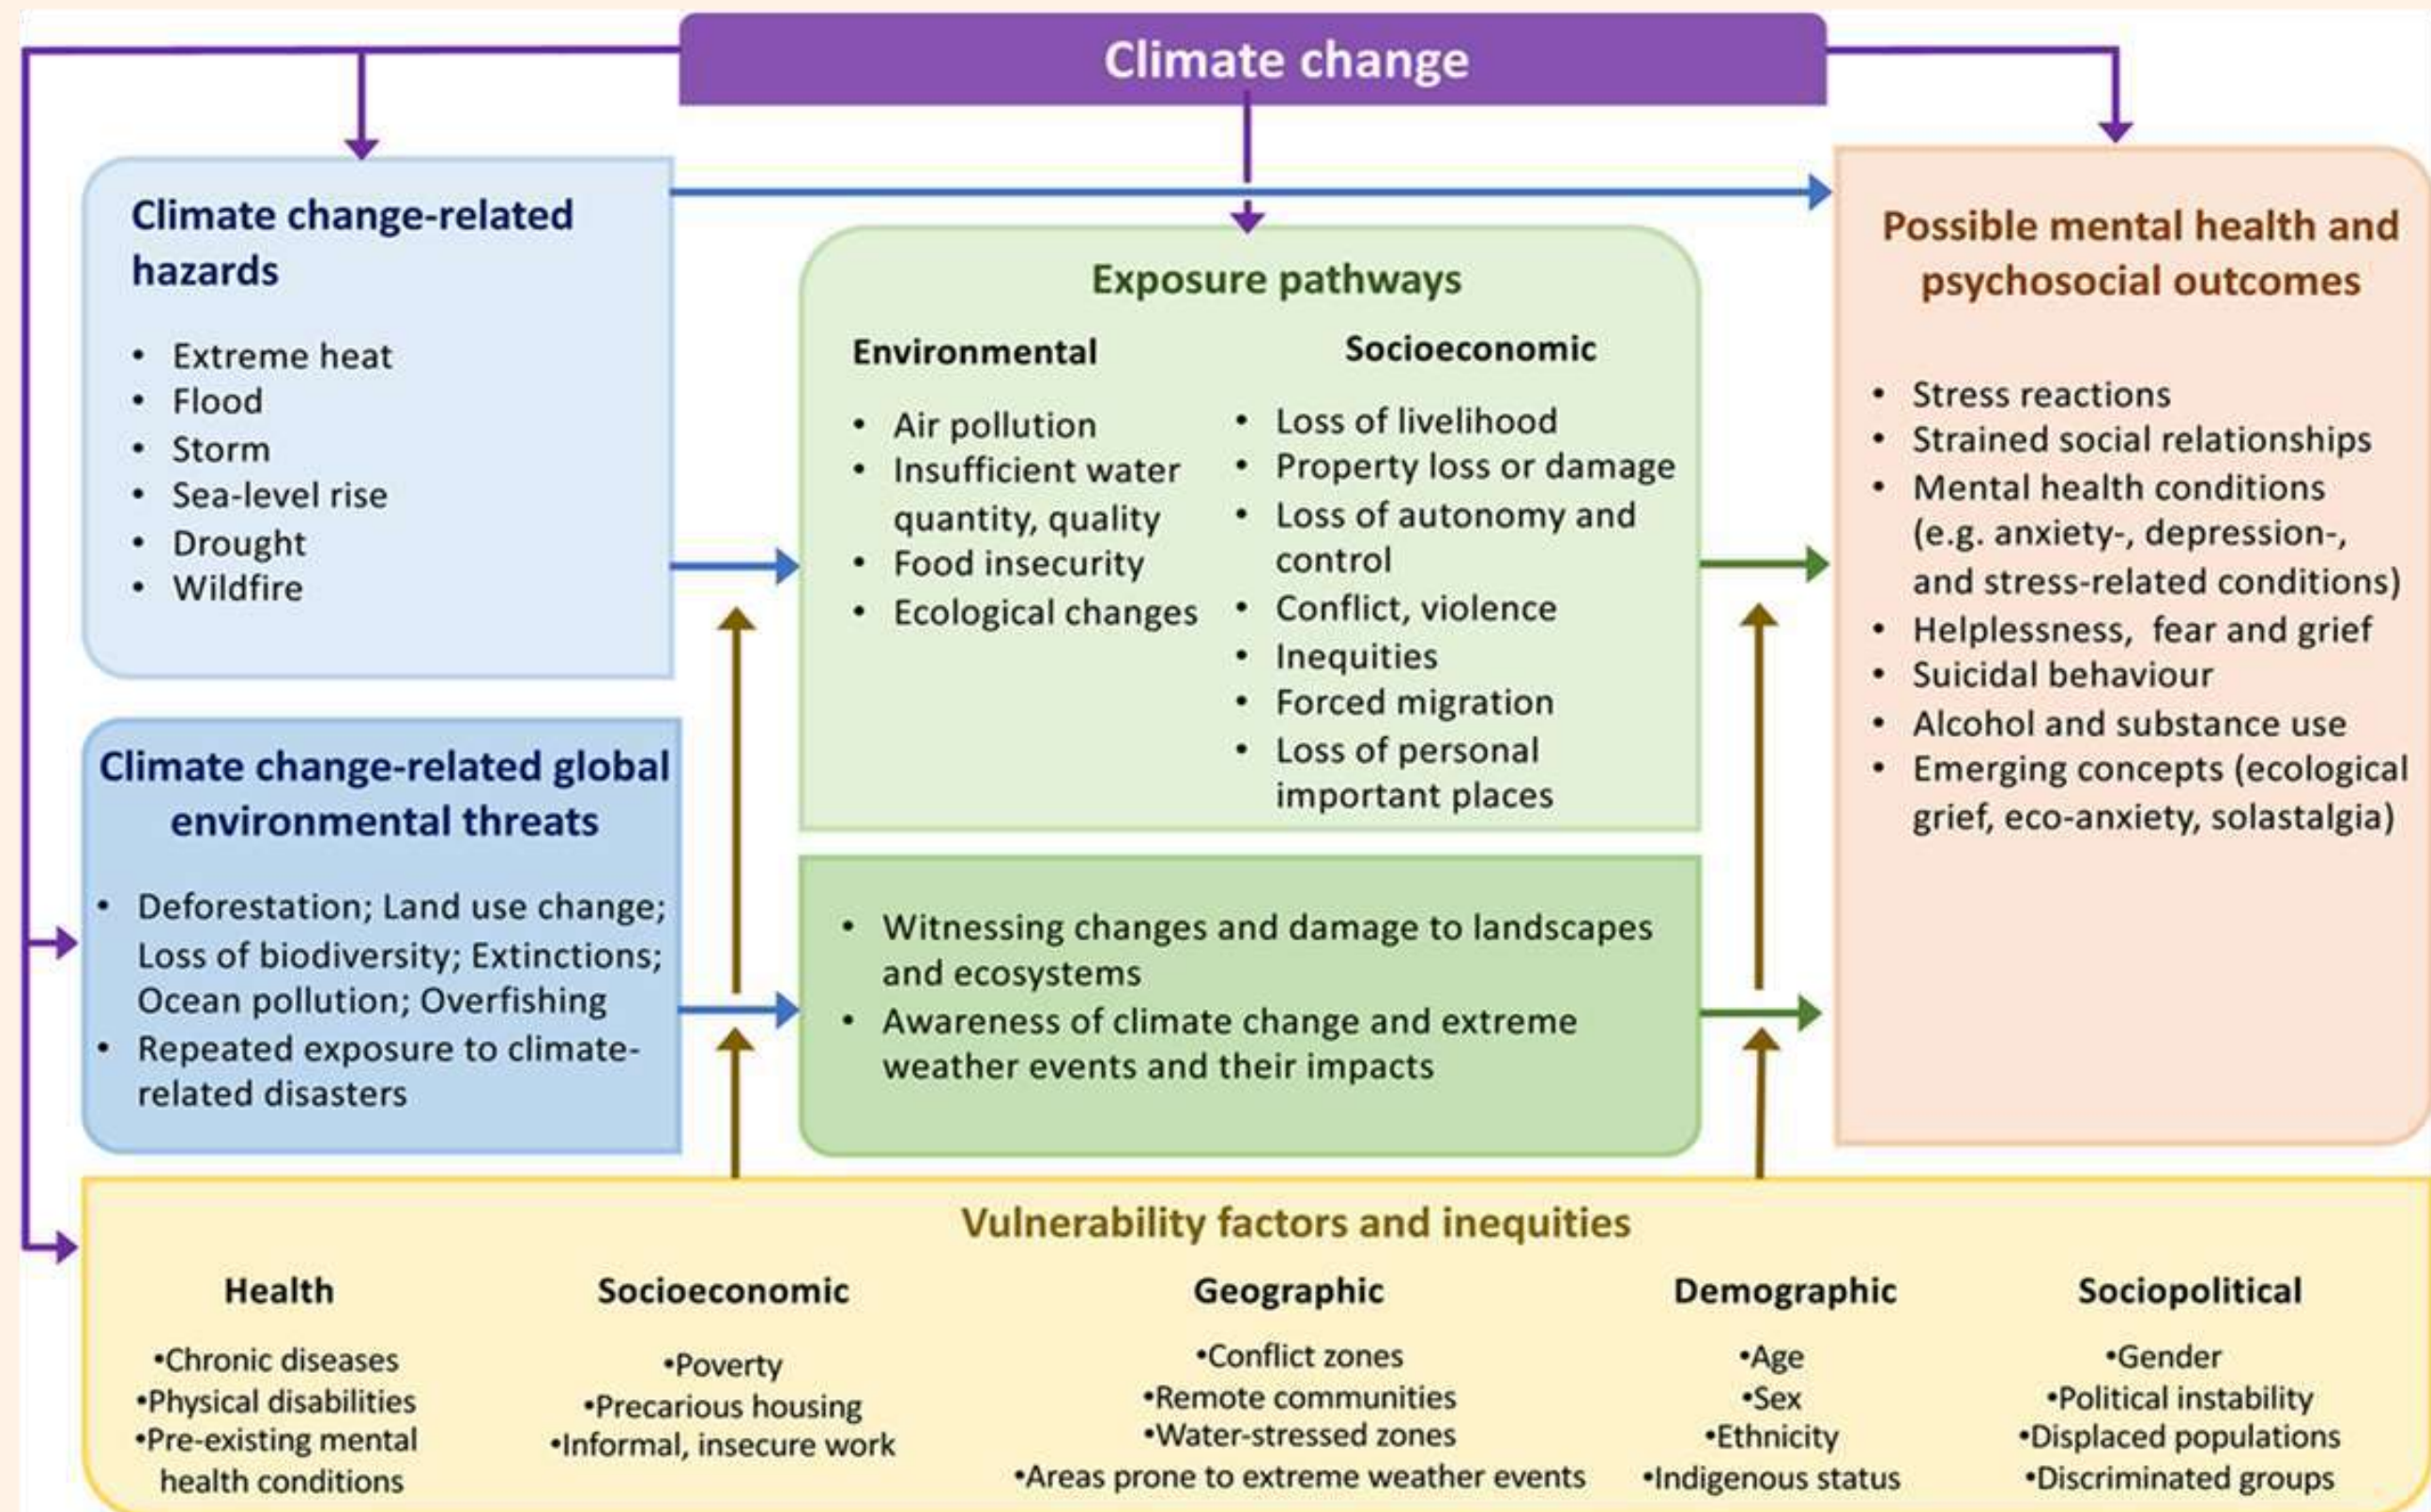 Climate change
Climate change-related
hazards
• Extreme heat
• Flood
• Storm
• Sea-level rise
• Drought
• Wildfire
Climate change-related global
environmental threats
• Deforestation; Land use change;
Loss of biodiversity; Extinctions;
Ocean pollution; Overfishing
• Repeated exposure to climate-
related disasters
Exposure pathways
Environmental
• Air pollution
• Insufficient water
quantity, quality
• Food insecurity
• Ecological changes
Socioeconomic
• Loss of livelihood
• Property loss or damage
• Loss of autonomy and
control
• Conflict, violence
• Inequities
• Forced migration
• Loss of personal
important places
• Witnessing changes and damage to landscapes
and ecosystems
• Awareness of climate change and extreme
weather events and their impacts
Possible mental health and
psychosocial outcomes
• Stress reactions
• Strained social relationships
• Mental health conditions
(e.g. anxiety-, depression-,
and stress-related conditions)
• Helplessness, fear and grief
• Suicidal behaviour
• Alcohol and substance use
• Emerging concepts (ecological
grief, eco-anxiety, solastalgia)
Vulnerability factors and inequities
Health
•Chronic diseases
•Physical disabilities
•Pre-existing mental
health conditions
Socioeconomic
•Poverty
•Precarious housing
•Informal, insecure work
Geographic
•Conflict zones
•Remote communities
•Water-stressed zones
•Areas prone to extreme weather events
Demographic
•Age
•Sex
•Ethnicity
•Indigenous status
Sociopolitical
•Gender
•Political instability
•Displaced populations
•Discriminated groups